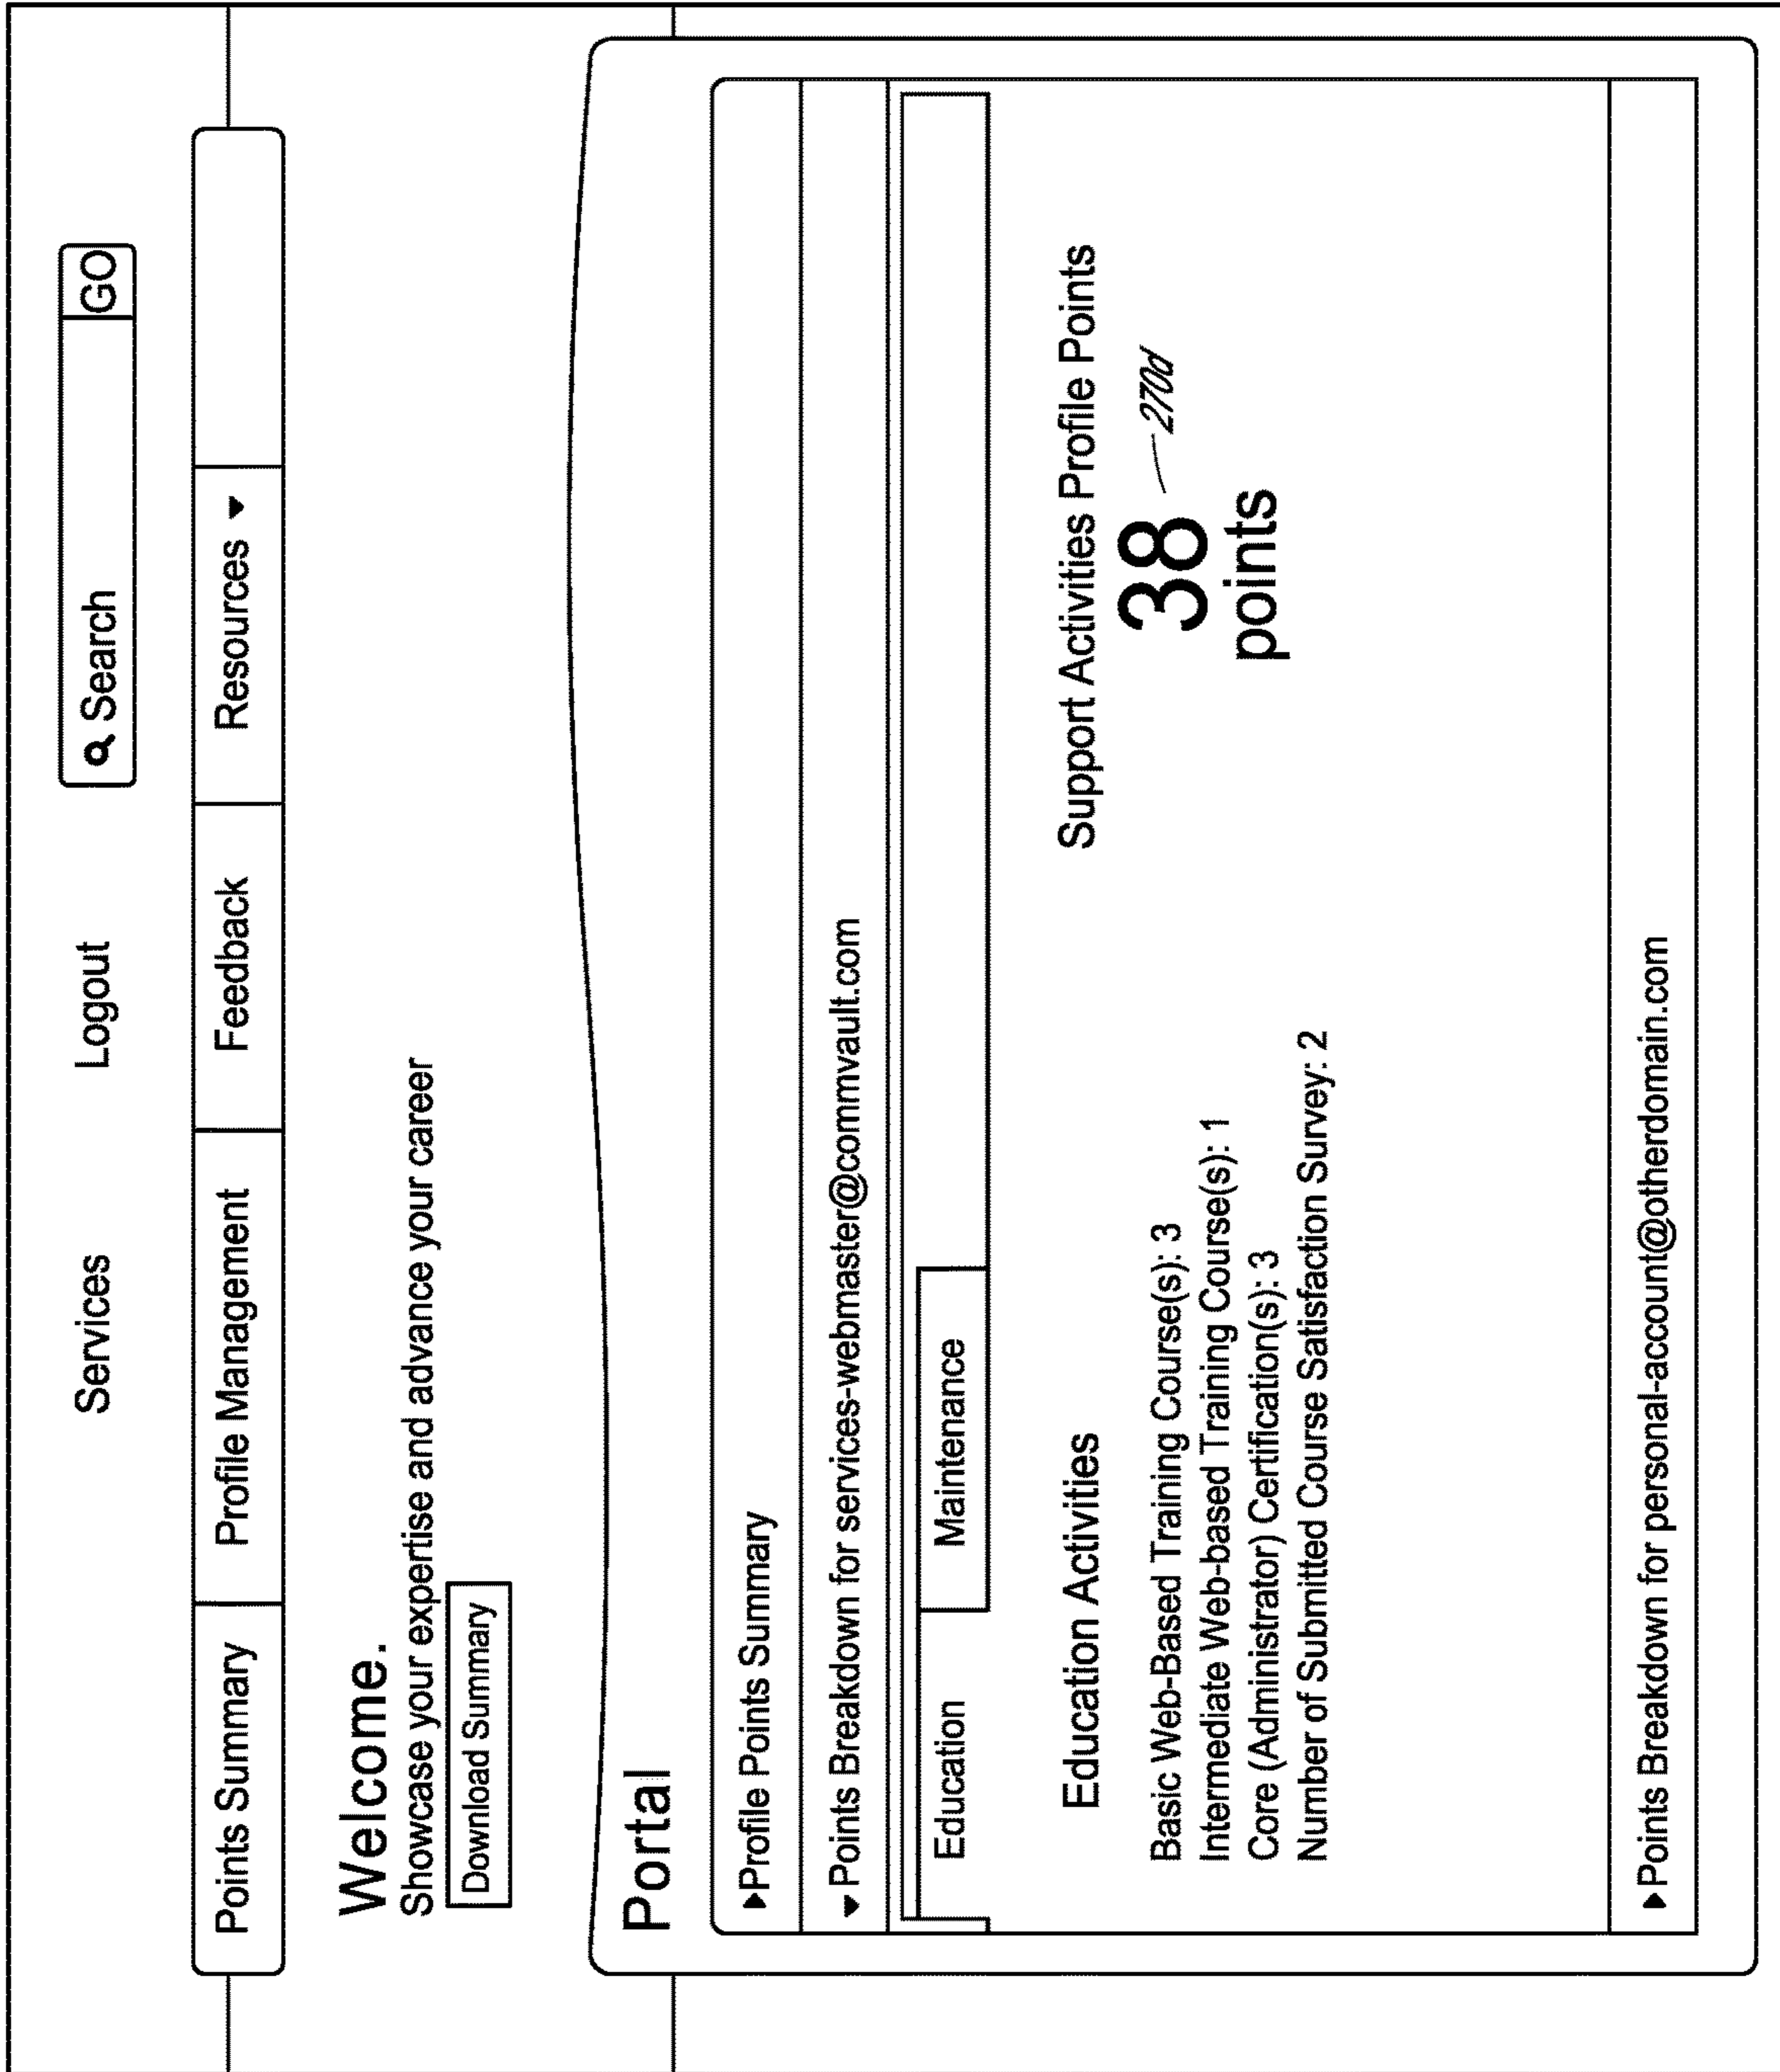 Services Logout Search GO
Points Summary Profile Management Feedback Resources
Welcome.
Showcase your expertise and advance your career
Download Summary
Portal
Profile Points Summary
Points Breakdown for services-webmaster@commvault.com
Education Maintenance
Education Activities
Basic Web-Based Training Course(s): 3
Intermediate Web-based Training Course(s): 1
Core (Administrator) Certification(s): 3
Number of Submitted Course Satisfaction Survey: 2
Support Activities Profile Points
38 270d
points
Points Breakdown for personal-account@otherdomain.com